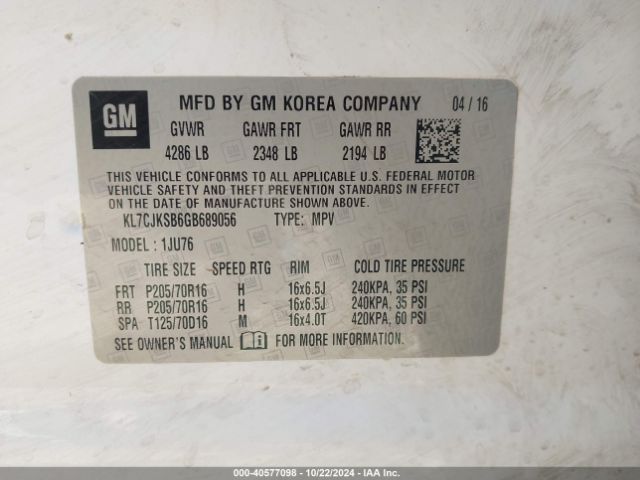 GM MFD BY GM KOREA COMPANY 04 / 16
GVWR GAWR FRT GAWR RR
4286 LB 2348 LB 2194 LB
THIS VEHICLE CONFORMS TO ALL APPLICABLE U.S. FEDERAL MOTOR
VEHICLE SAFETY AND THEFT PREVENTION STANDARDS IN EFFECT
ON THE DATE OF MANUFACTURE SHOWN ABOVE.
KL7CJKSB6GB689056 TYPE: MPV
MODEL : 1JU76
TIRE SIZE SPEED RTG RIM COLD TIRE PRESSURE
FRT P205/70R16 H 16x6.5J 240KPA, 35 PSI
RR P205/70R16 H 16x6.5J 240KPA, 35 PSI
SPA T125/70D16 M 16x4.0T 420KPA, 60 PSI
SEE OWNER'S MANUAL i FOR MORE INFORMATION.
000-40577098 - 10/22/2024 - IAAI.com